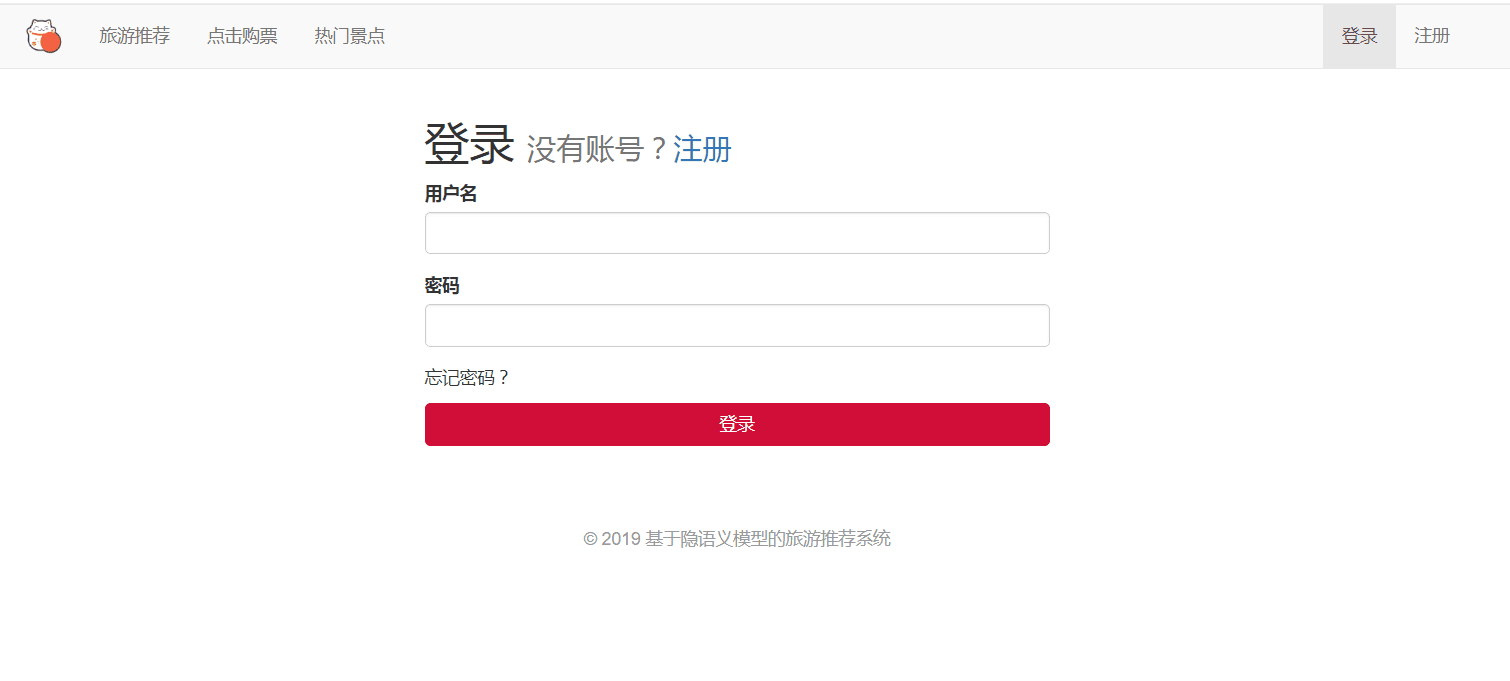 旅游推荐 点击购票 热门景点 登录 注册
登录 没有账号？注册
用户名
密码
忘记密码？
登录
© 2019 基于隐语义模型的旅游推荐系统